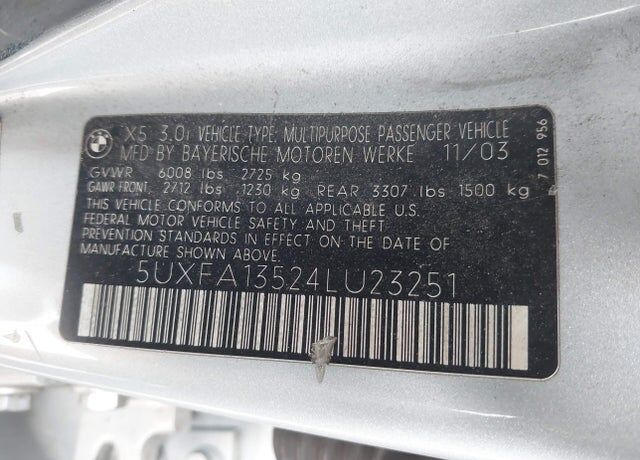 X5 3.0i VEHICLE TYPE: MULTIPURPOSE PASSENGER VEHICLE
MFD BY BAYERISCHE MOTOREN WERKE 11/03
GVWR 6008 lbs 2725 kg
GAWR FRONT, 2712 lbs 1230 kg REAR 3307 lbs 1500 kg
THIS VEHICLE CONFORMS TO ALL APPLICABLE U.S.
FEDERAL MOTOR VEHICLE SAFETY AND THEFT
PREVENTION STANDARDS IN EFFECT ON THE DATE OF
MANUFACTURE SHOWN ABOVE.
5UXFA13524LU23251
7 012 956